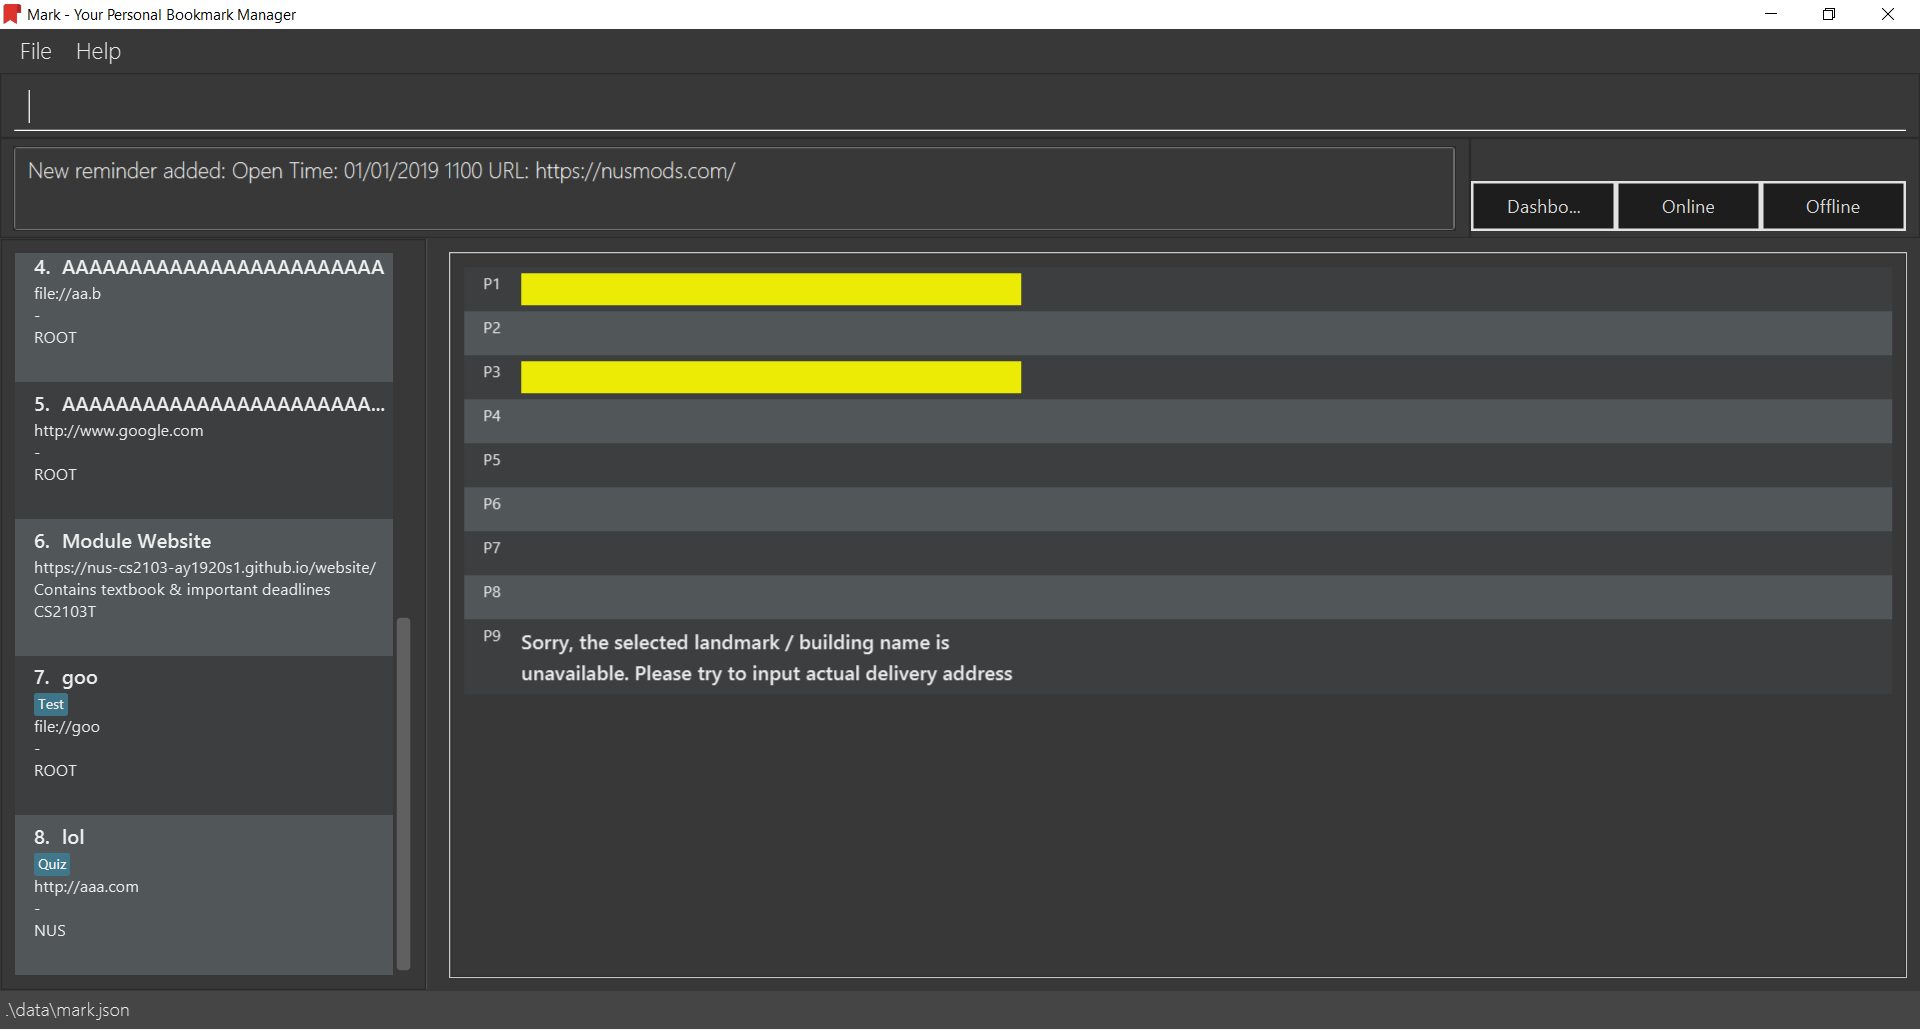 Mark - Your Personal Bookmark Manager
File Help
New reminder added: Open Time: 01/01/2019 1100 URL: https://nusmods.com/
Dashbo... Online Offline
4. AAAAAAAAAAAAAAAAAAAAAAAA
file://aa.b
-
ROOT
5. AAAAAAAAAAAAAAAAAAAAAAA...
http://www.google.com
-
ROOT
6. Module Website
https://nus-cs2103-ay1920s1.github.io/website/
Contains textbook & important deadlines
CS2103T
7. goo
Test
file://goo
-
ROOT
8. lol
Quiz
http://aaa.com
-
NUS
P1
P2
P3
P4
P5
P6
P7
P8
P9 Sorry, the selected landmark / building name is
unavailable. Please try to input actual delivery address
.\data\mark.json